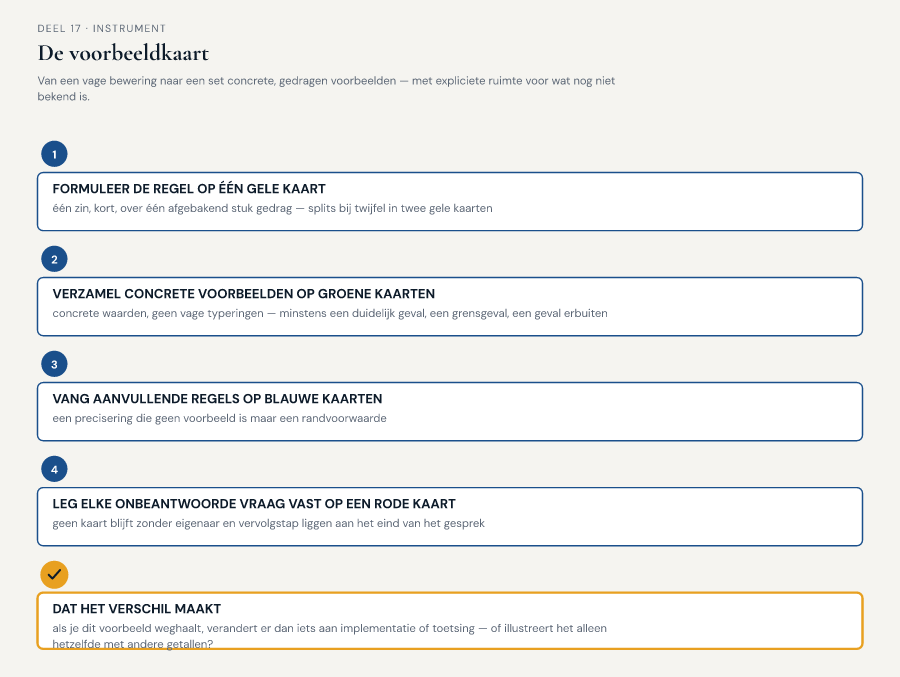 DEEL 17 · INSTRUMENT
De voorbeeldkaart
Van een vage bewering naar een set concrete, gedragen voorbeelden — met expliciete ruimte voor wat nog niet
bekend is.
1
FORMULEER DE REGEL OP ÉÉN GELE KAART
één zin, kort, over één afgebakend stuk gedrag — splits bij twijfel in twee gele kaarten
2
VERZAMEL CONCRETE VOORBEELDEN OP GROENE KAARTEN
concrete waarden, geen vage typeringen — minstens een duidelijk geval, een grensgeval, een geval erbuiten
3
VANG AANVULLENDE REGELS OP BLAUWE KAARTEN
een precisering die geen voorbeeld is maar een randvoorwaarde
4
LEG ELKE ONBEANTWOORDE VRAAG VAST OP EEN RODE KAART
geen kaart blijft zonder eigenaar en vervolgstap liggen aan het eind van het gesprek
DAT HET VERSCHIL MAAKT
als je dit voorbeeld weghaalt, verandert er dan iets aan implementatie of toetsing — of illustreert het alleen
hetzelfde met andere getallen?